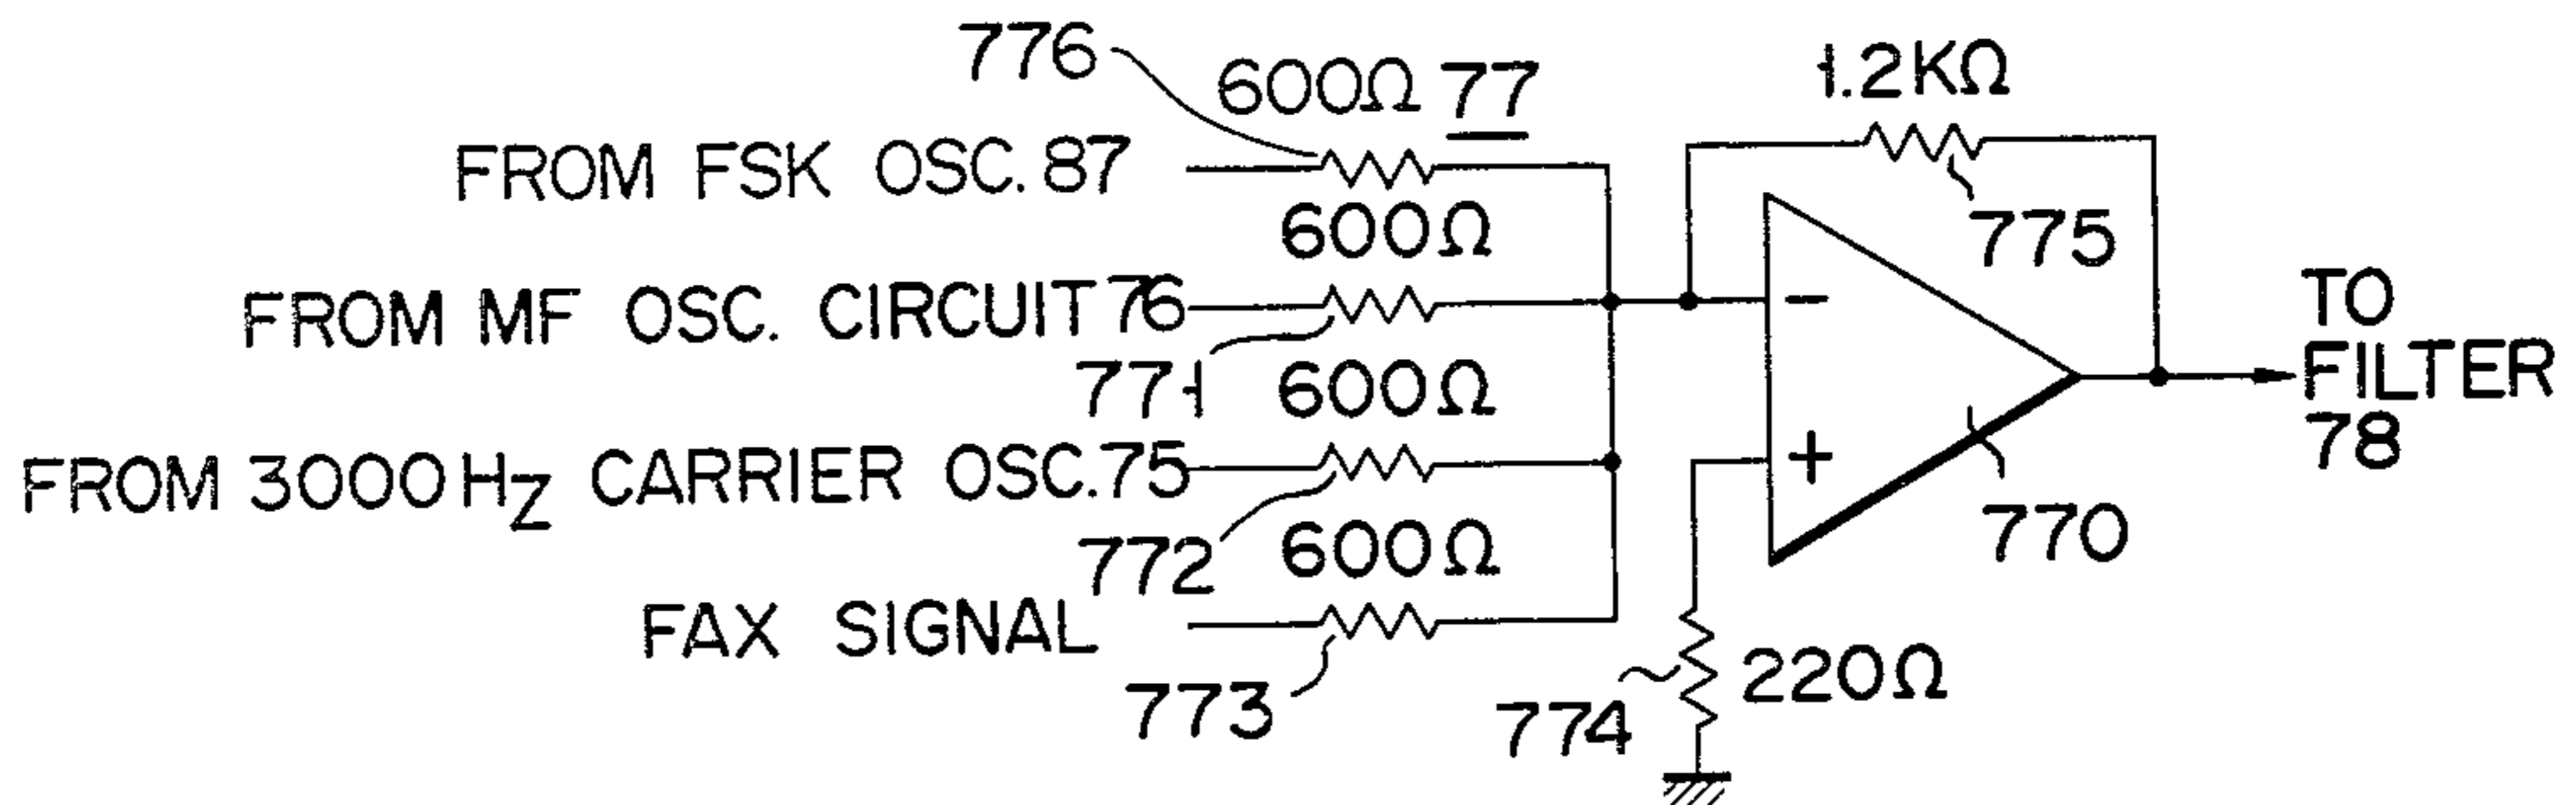 776
600Ω 77
1.2KΩ
FROM FSK OSC. 87
600Ω
775
FROM MF OSC. CIRCUIT 76
TO
FILTER
78
771
600Ω
FROM 3000 Hz CARRIER OSC. 75
772
600Ω
770
FAX SIGNAL
773
774
220Ω
-
+